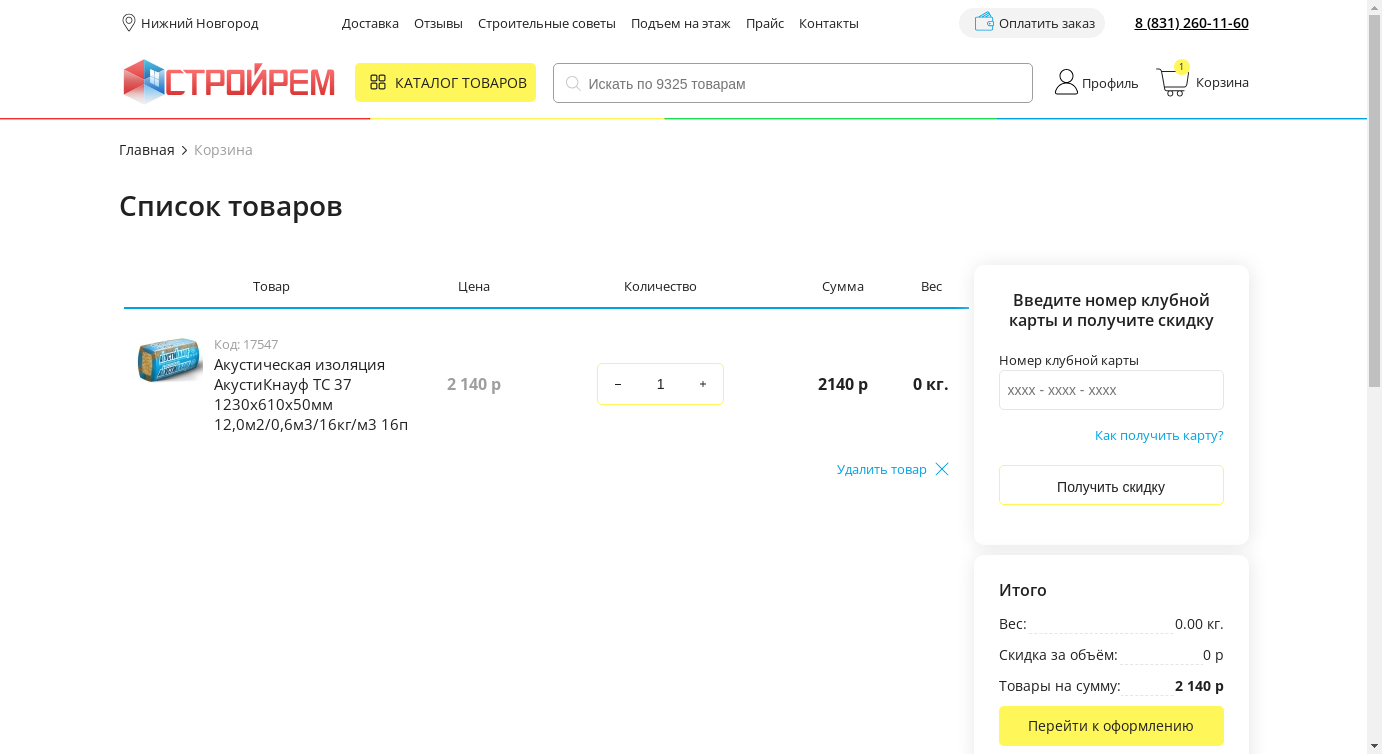 Нижний Новгород
Доставка Отзывы Строительные советы Подъем на этаж Прайс Контакты
Оплатить заказ
8 (831) 260-11-60
СТРОЙРЕМ
КАТАЛОГ ТОВАРОВ
Искать по 9325 товарам
Профиль
1
Корзина
Главная > Корзина
Список товаров
Товар Цена Количество Сумма Вес
Код: 17547
Акустическая изоляция
АкустиКнауф ТС 37
1230х610х50мм
12,0м2/0,6м3/16кг/м3 16п
2 140 р
− 1 +
2140 р
0 кг.
Удалить товар
Введите номер клубной
карты и получите скидку
Номер клубной карты
xxxx - xxxx - xxxx
Как получить карту?
Получить скидку
Итого
Вес: 0.00 кг.
Скидка за объём: 0 р
Товары на сумму: 2 140 р
Перейти к оформлению